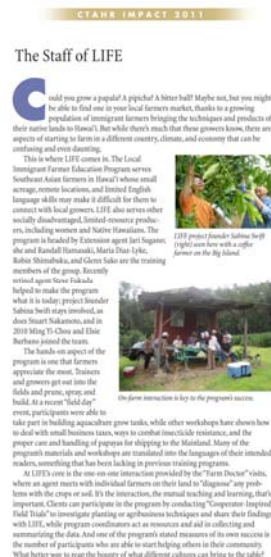 CTAHR IMPACT 2011
The Staff of LIFE
Could you grow a papala? A pipicha? A bitter ball? Maybe not, but you might
be able to find one in your local farmers market, thanks to a growing
population of immigrant farmers bringing the techniques and products of
their native lands to Hawai'i. But while there's much that these growers know, there are
aspects of starting to farm in a different country, climate, and economy that can be
confusing and even daunting.
This is where LIFE comes in. The Local
Immigrant Farmer Education Program serves
Southeast Asian farmers in Hawai'i whose small
acreage, remote locations, and limited English
language skills may make it difficult for them to
connect with local growers. LIFE also serves other
socially disadvantaged, limited-resource produc-
ers, including women and Native Hawaiians. The
program is headed by Extension agent Jari Sugano;
she and Randall Hamasaki, Maria Diaz-Lyke,
Robin Shimabuku, and Glenn Sako are the training
members of the group. Recently
retired agent Steve Fukuda
helped to make the program
what it is today; project founder
Sabina Swift stays involved, as
does Stuart Nakamoto, and in
2010 Ming Yi Chou and Elsie
Burbano joined the team.
The hands-on aspect of the
program is one that farmers
appreciate the most. Trainers
and growers get out into the
fields and prune, spray, and
build. At a recent "field day"
event, participants were able to
take part in building aquaculture grow tanks, while other workshops have shown how
to deal with small business taxes, ways to combat insecticide resistance, and the
proper care and handling of papayas for shipping to the Mainland. Many of the
program's materials and workshops are translated into the languages of their intended
readers, something that has been lacking in previous training programs.
At LIFE's core is the one-on-one interaction provided by the "Farm Doctor" visits,
where an agent meets with individual farmers on their land to "diagnose" any prob-
lems with the crops or soil. It's the interaction, the mutual teaching and learning, that's
important. Clients can participate in the program by conducting "Cooperator-Inspired
Field Trials" to investigate planting or agribusiness techniques and share their findings
with LIFE, while program coordinators act as resources and aid in collecting and
summarizing the data. And one of the program's stated measures of its own success is
the number of participants who are able to start helping others in their community.
What better way to reap the bounty of what different cultures can bring to the table?
LIFE project founder Sabina Swift
(right) seen here with a coffee
farmer on the Big Island.
On-farm interaction is key to the program's success.